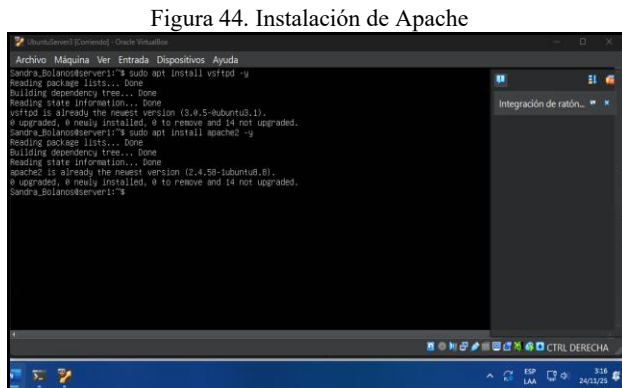 Figura 44. Instalación de Apache
UbuntuServer3 [Corriendo] - Oracle VirtualBox
Archivo Máquina Ver Entrada Dispositivos Ayuda
Sandra_Bolanos@server1:~$ sudo apt install vsftpd -y
Reading package lists... Done
Building dependency tree... Done
Reading state information... Done
vsftpd is already the newest version (3.0.5-0ubuntu3.1).
0 upgraded, 0 newly installed, 0 to remove and 14 not upgraded.
Sandra_Bolanos@server1:~$ sudo apt install apache2 -y
Reading package lists... Done
Building dependency tree... Done
Reading state information... Done
apache2 is already the newest version (2.4.58-1ubuntu8.8).
0 upgraded, 0 newly installed, 0 to remove and 14 not upgraded.
Sandra_Bolanos@server1:~$
Integración de ratón...
CTRL DERECHA
ESP
LAA
3:16
24/11/25